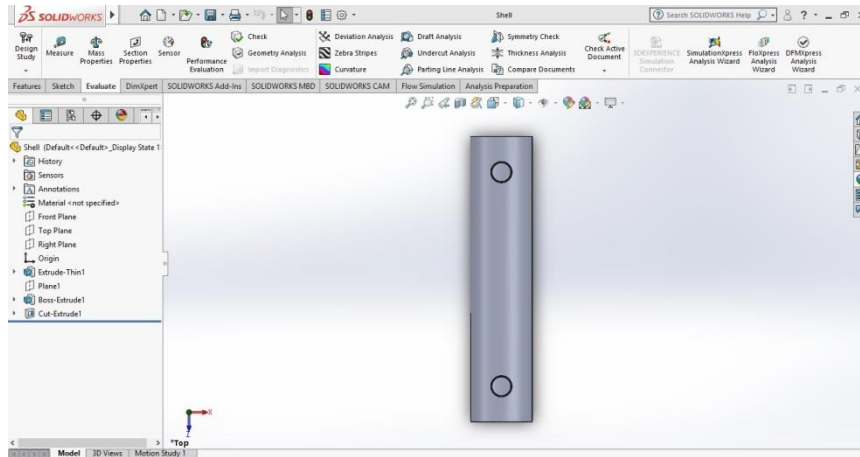 SOLIDWORKS
Shell
Search SOLIDWORKS Help
Design Study
Measure
Mass Properties
Section Properties
Sensor
Performance Evaluation
Check
Geometry Analysis
Import Diagnostics
Deviation Analysis
Zebra Stripes
Curvature
Draft Analysis
Undercut Analysis
Parting Line Analysis
Symmetry Check
Thickness Analysis
Compare Documents
Check Active Document
3DEXPERIENCE Simulation Connector
SimulationXpress Analysis Wizard
FloXpress Analysis Wizard
DFMXpress Analysis Wizard
Features
Sketch
Evaluate
DimXpert
SOLIDWORKS Add-Ins
SOLIDWORKS MBD
SOLIDWORKS CAM
Flow Simulation
Analysis Preparation
Shell (Default<<Default>_Display State 1
History
Sensors
Annotations
Material <not specified>
Front Plane
Top Plane
Right Plane
Origin
Extrude-Thin1
Plane1
Boss-Extrude1
Cut-Extrude1
X
Z
*Top
Model
3D Views
Motion Study 1